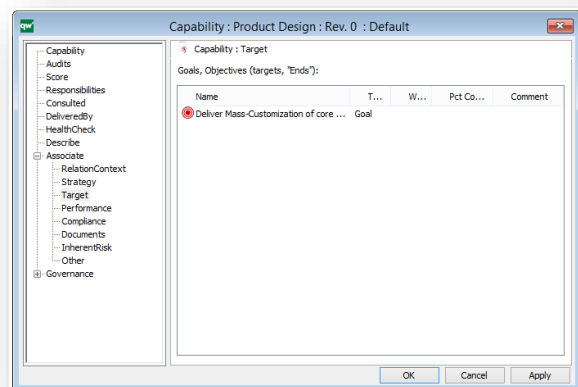 qw
Capability : Product Design : Rev. 0 : Default
Capability
Audits
Score
Responsibilities
Consulted
DeliveredBy
HealthCheck
Describe
Associate
RelationContext
Strategy
Target
Performance
Compliance
Documents
InherentRisk
Other
Governance
Capability : Target
Goals, Objectives (targets, "Ends"):
Name T... W... Pct Co... Comment
Deliver Mass-Customization of core ... Goal
OK Cancel Apply